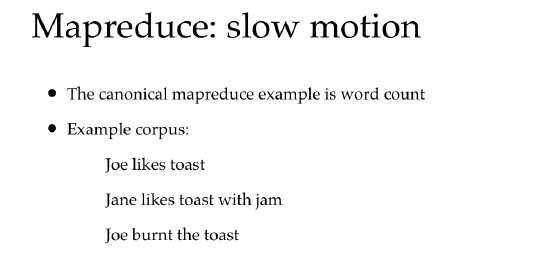 Mapreduce: slow motion
• The canonical mapreduce example is word count
• Example corpus:
Joe likes toast
Jane likes toast with jam
Joe burnt the toast